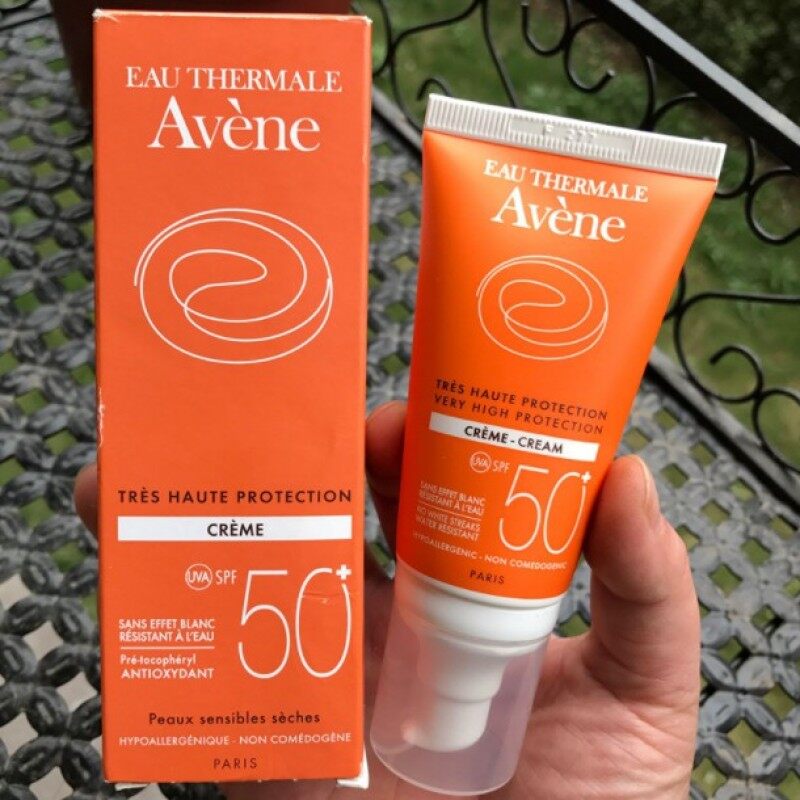 EAU THERMALE
Avène
TRÈS HAUTE PROTECTION
CRÈME
UVA SPF 50+
SANS EFFET BLANC
RÉSISTANT À L'EAU
Pré-tocophéryl
ANTIOXYDANT
Peaux sensibles sèches
HYPOALLERGÉNIQUE - NON COMÉDOGÈNE
PARIS
EAU THERMALE
Avène
TRÈS HAUTE PROTECTION
VERY HIGH PROTECTION
CRÈME - CREAM
UVA SPF 50+
SANS EFFET BLANC
RÉSISTANT À L'EAU
NO WHITE STREAKS
WATER RESISTANT
HYPOALLERGENIC - NON COMEDOGENIC
PARIS